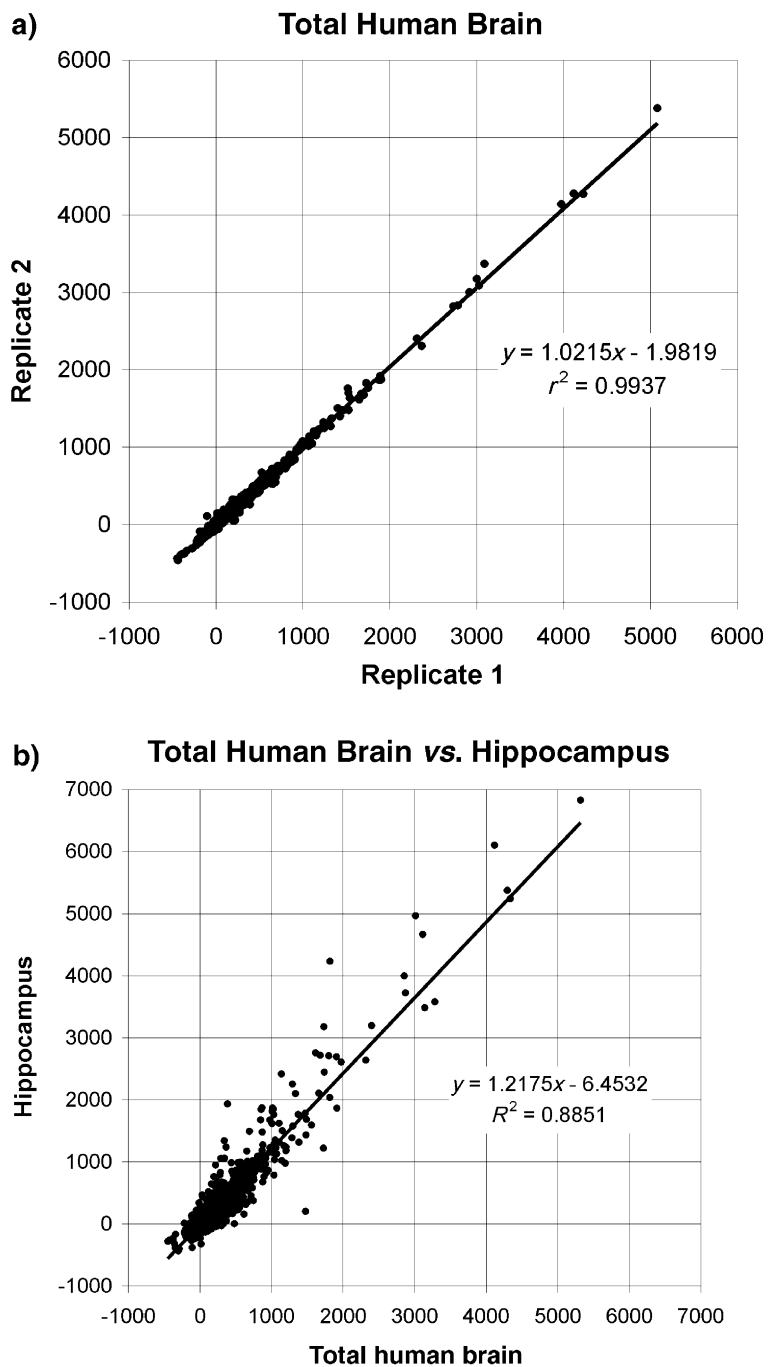 a)
Total Human Brain
6000
5000
4000
3000
2000
1000
0
-1000
Replicate 2
y = 1.0215x - 1.9819
r² = 0.9937
-1000 0 1000 2000 3000 4000 5000 6000
Replicate 1
b)
Total Human Brain vs. Hippocampus
7000
6000
5000
4000
3000
2000
1000
0
-1000
Hippocampus
y = 1.2175x - 6.4532
R² = 0.8851
-1000 0 1000 2000 3000 4000 5000 6000 7000
Total human brain